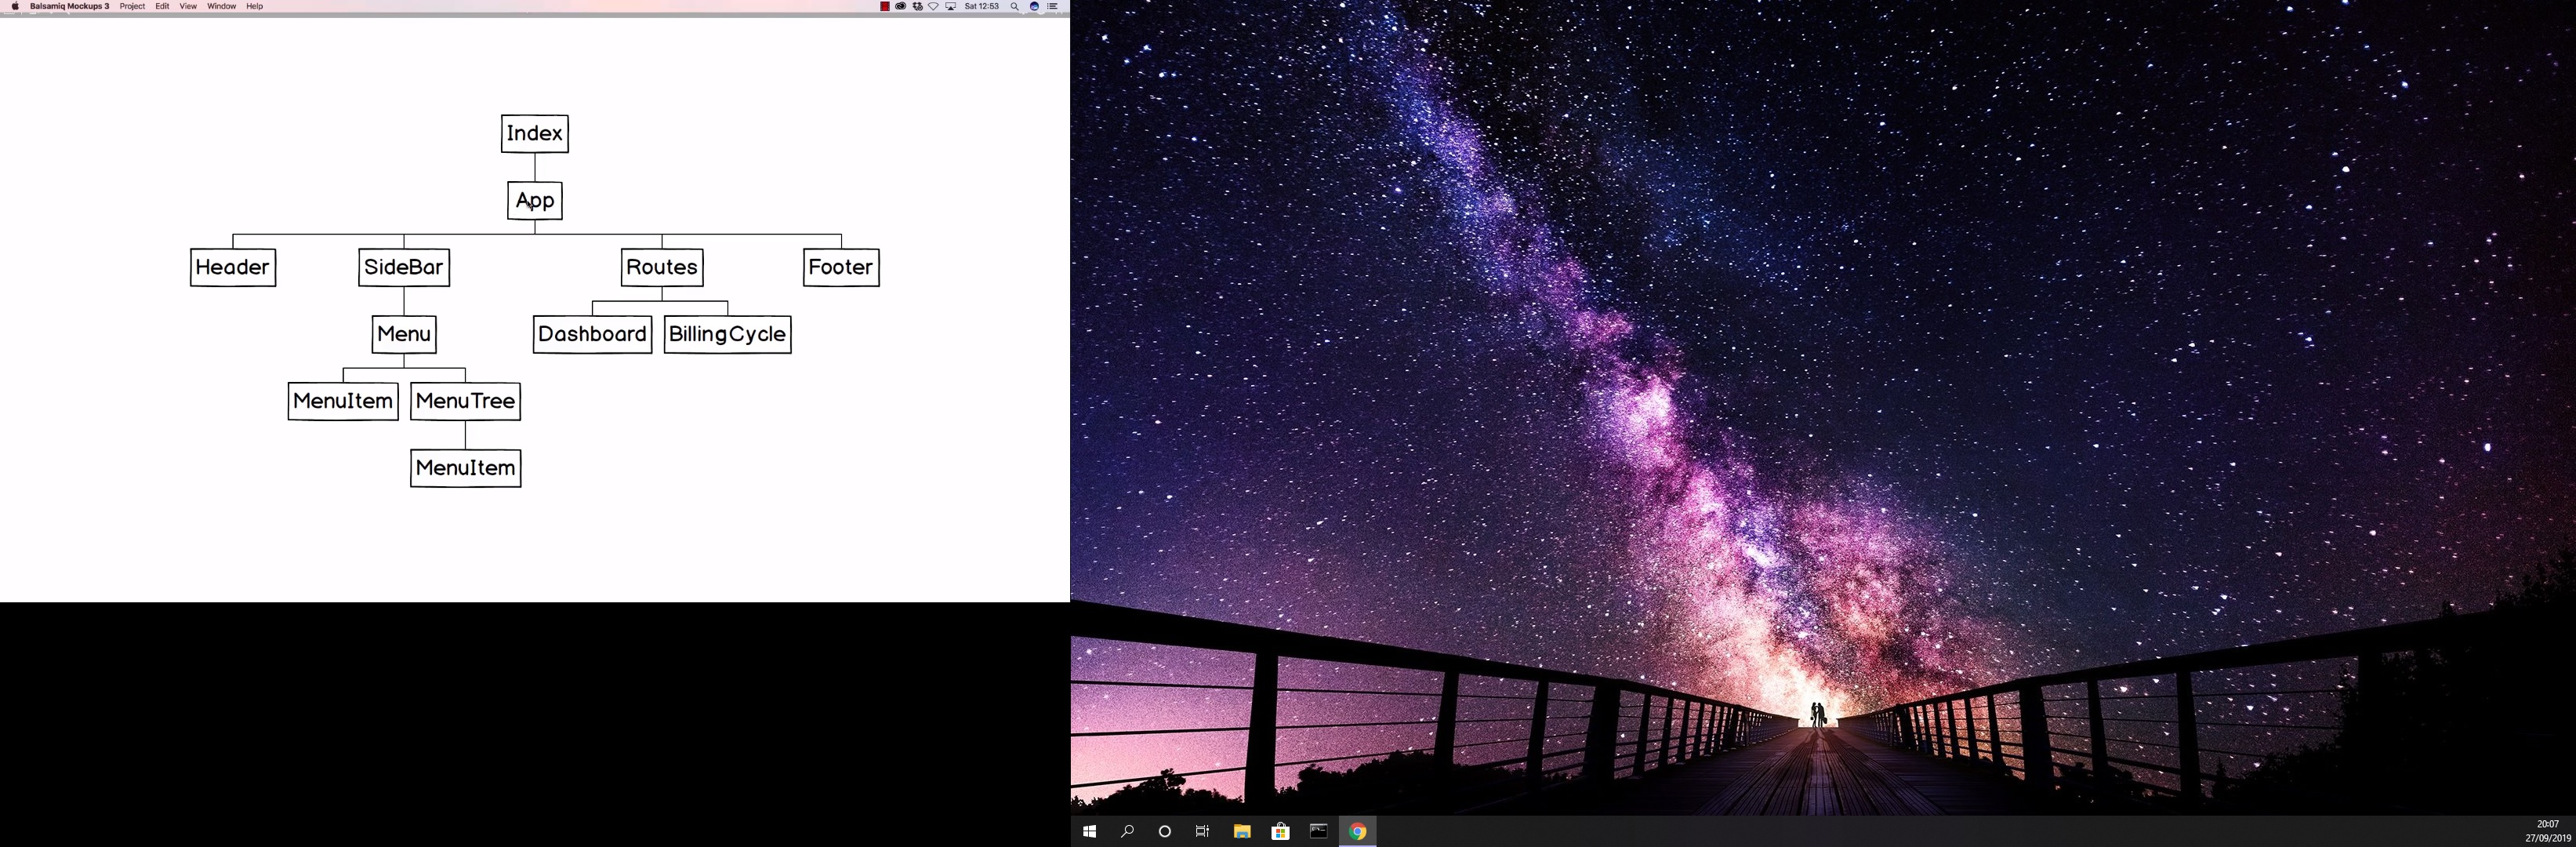 Balsamiq Mockups 3 Project Edit View Window Help Sat 12:53
Index
App
Header SideBar Routes Footer
Menu Dashboard BillingCycle
MenuItem MenuTree
MenuItem
20:07
27/09/2019